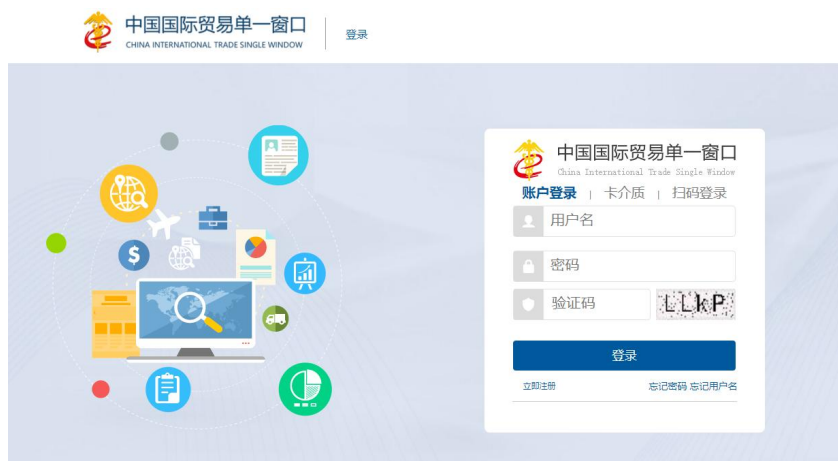 中国国际贸易单一窗口
CHINA INTERNATIONAL TRADE SINGLE WINDOW
登录
中国国际贸易单一窗口
China International Trade Single Window
账户登录 | 卡介质 | 扫码登录
用户名
密码
验证码 LLkP
登录
立即注册 忘记密码 忘记用户名